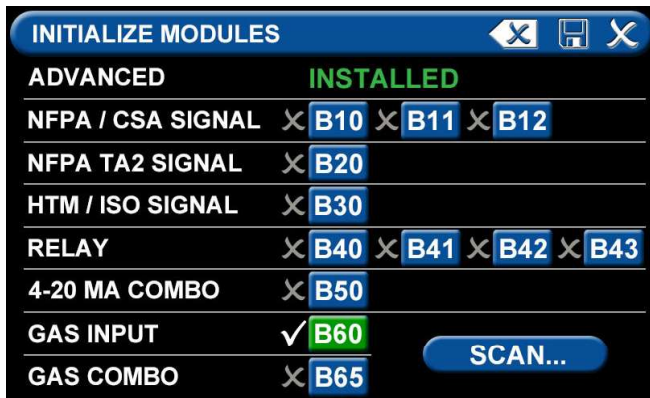 INITIALIZE MODULES
ADVANCED INSTALLED
NFPA / CSA SIGNAL B10 B11 B12
NFPA TA2 SIGNAL B20
HTM / ISO SIGNAL B30
RELAY B40 B41 B42 B43
4-20 MA COMBO B50
GAS INPUT B60
GAS COMBO B65
SCAN...